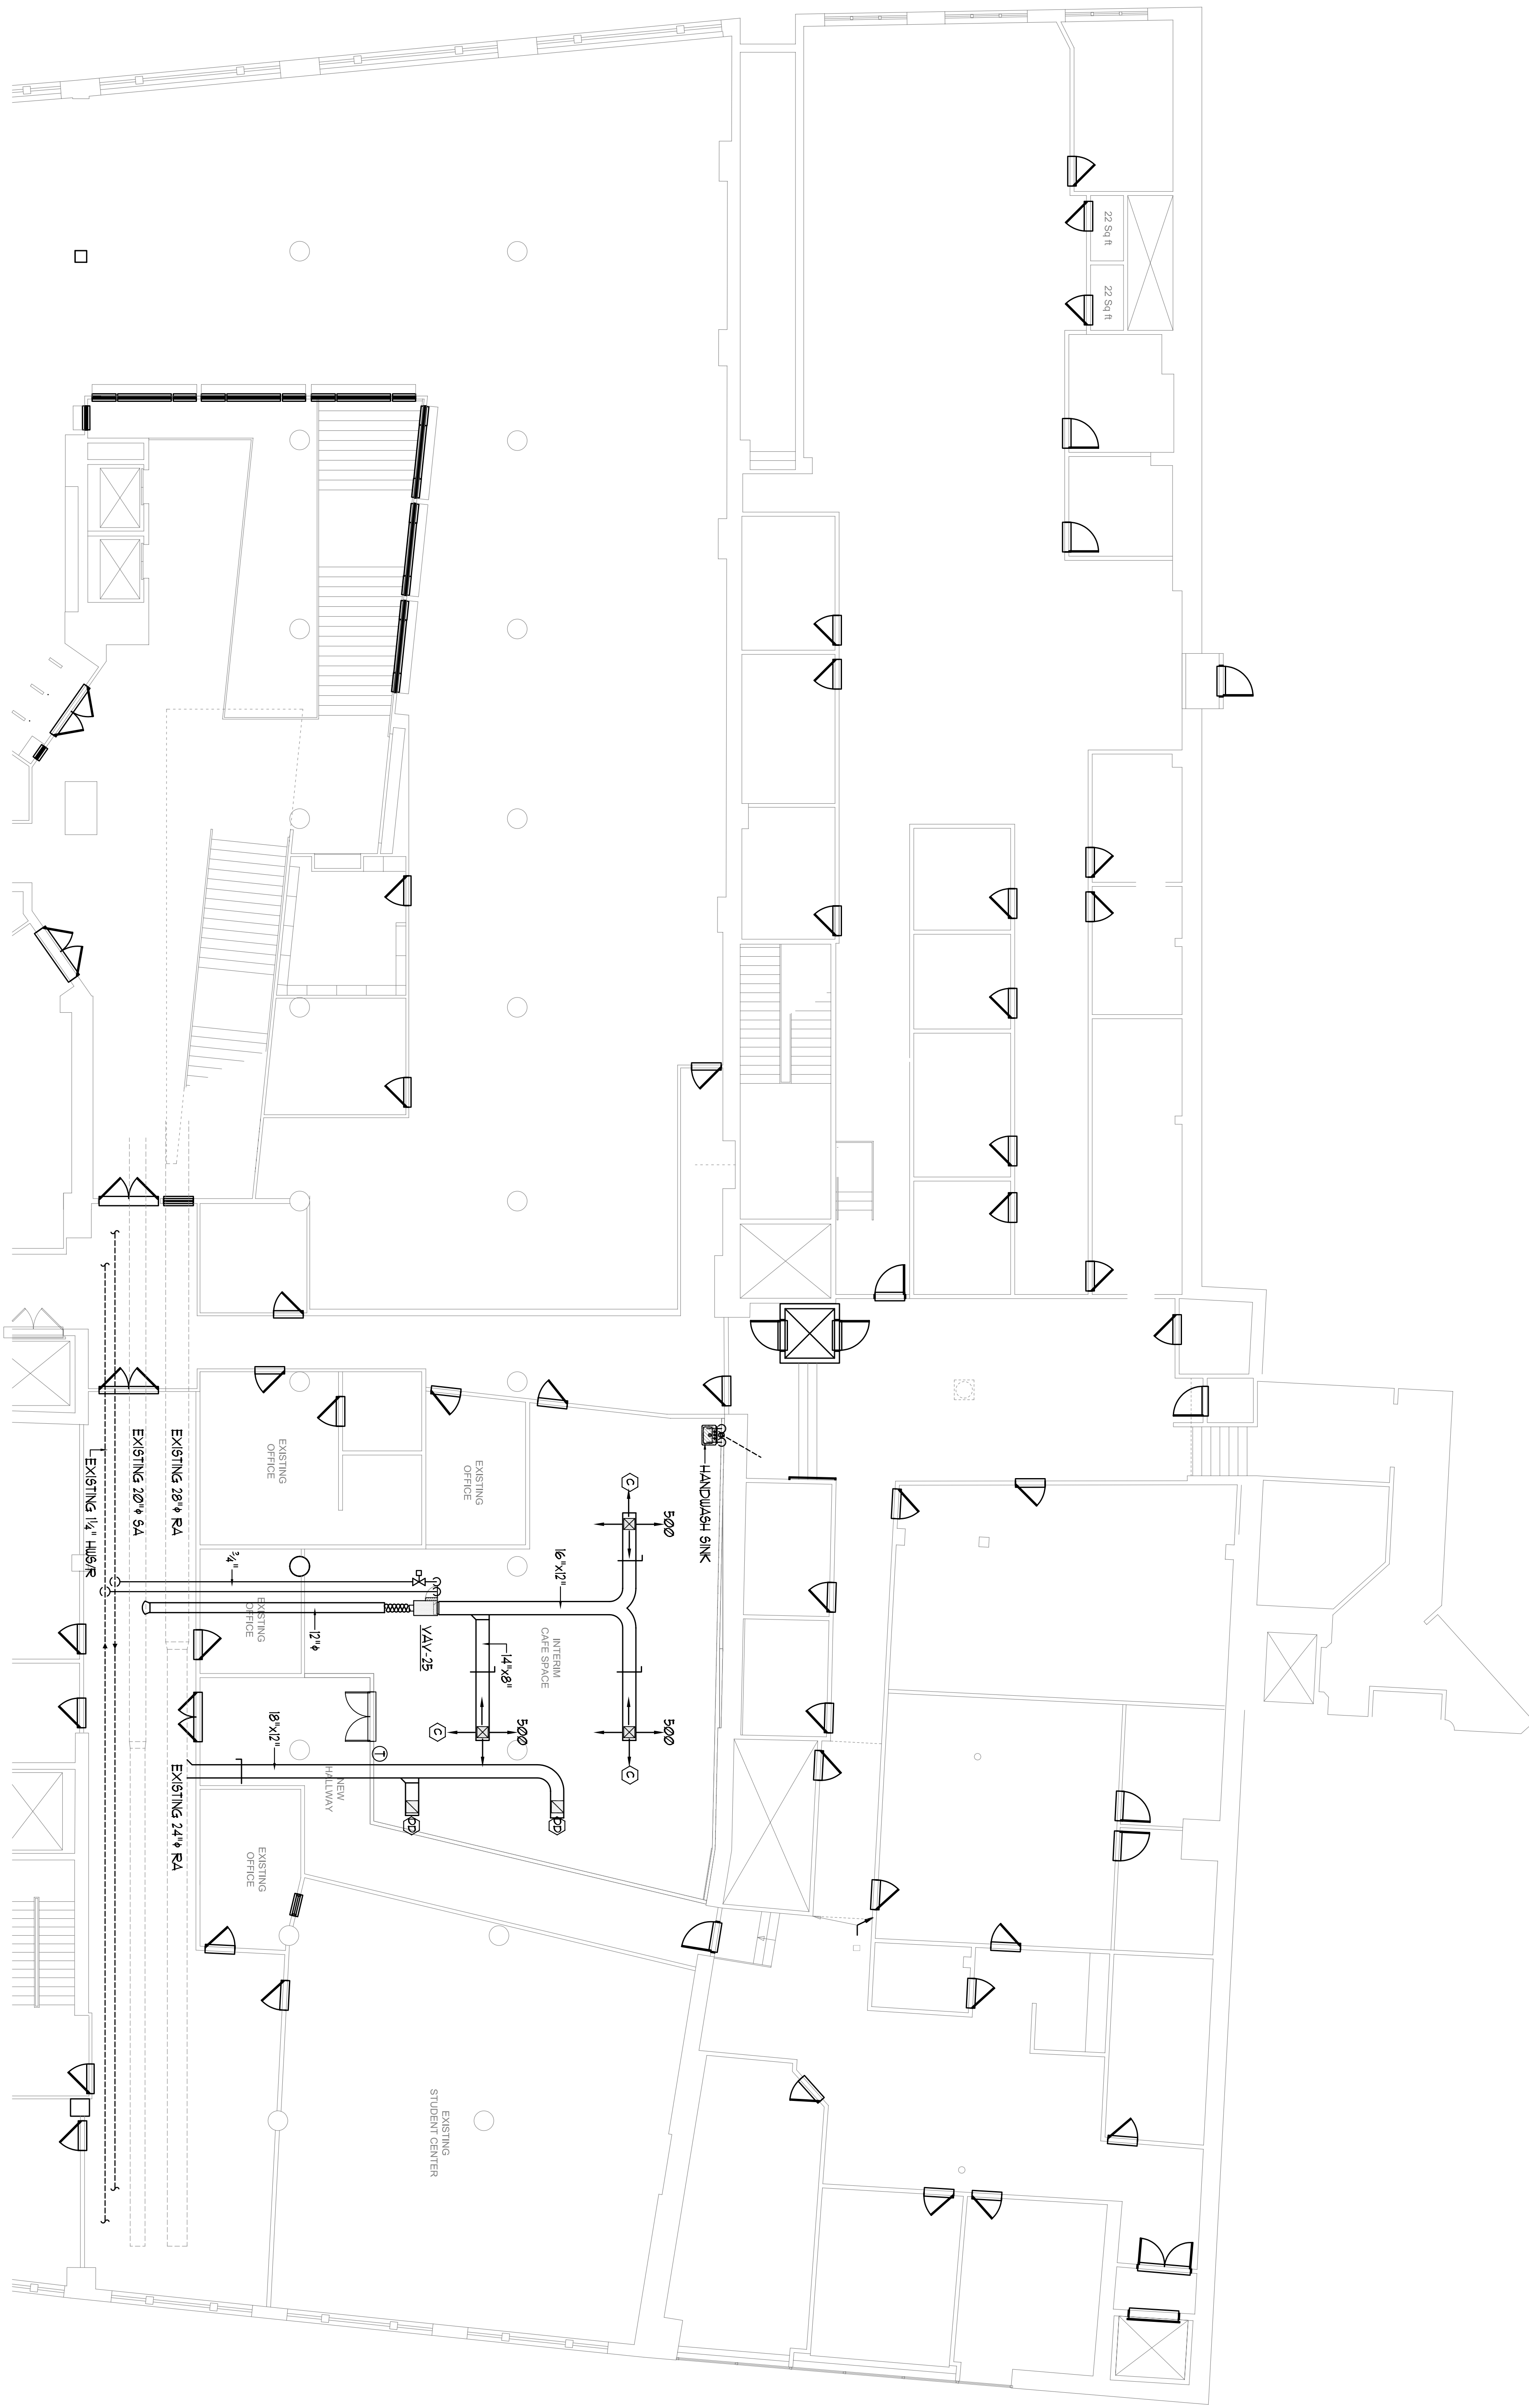 22 Sq ft
22 Sq ft
EXISTING 28"ϕ RA
EXISTING 20"ϕ SA
EXISTING 1¼" HWS/R
EXISTING
OFFICE
EXISTING
OFFICE
HANDWASH SINK
C
500
16"x12"
¾"
EXISTING
OFFICE
12"ϕ
VAV-25
INTERIM
CAFE SPACE
14"x8"
500
C
500
C
T
18"x12"
NEW
HALLWAY
DD
DD
EXISTING 24"ϕ RA
EXISTING
OFFICE
EXISTING
STUDENT CENTER